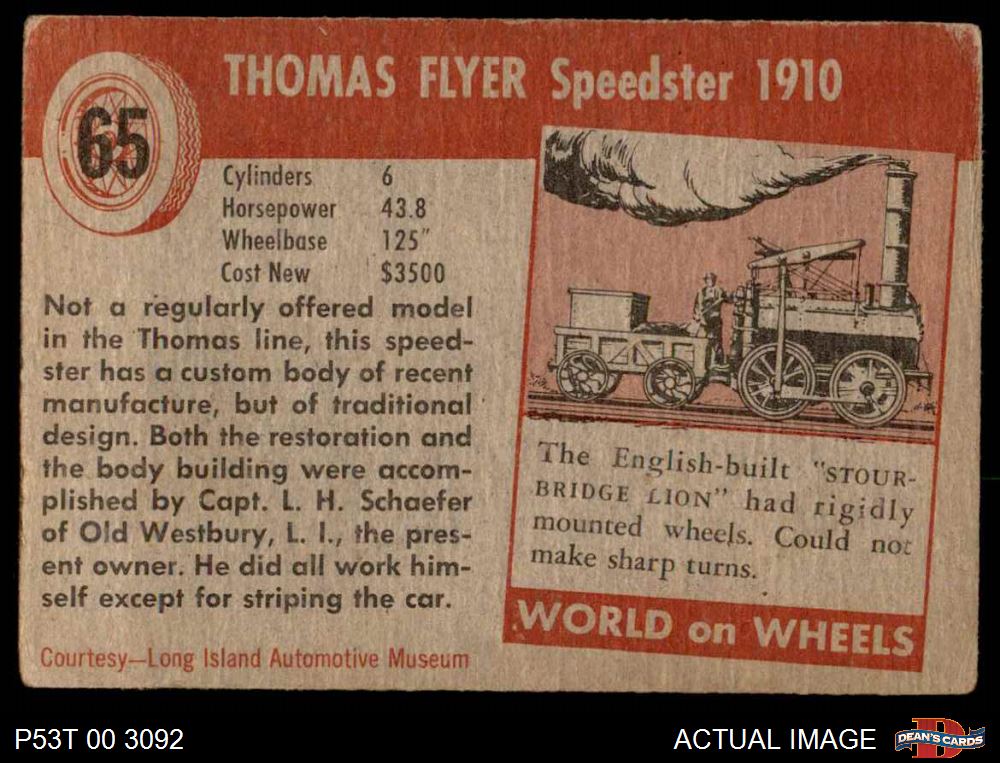 65
THOMAS FLYER Speedster 1910
Cylinders 6
Horsepower 43.8
Wheelbase 125"
Cost New $3500
Not a regularly offered model
in the Thomas line, this speed-
ster has a custom body of recent
manufacture, but of traditional
design. Both the restoration and
the body building were accom-
plished by Capt. L. H. Schaefer
of Old Westbury, L. I., the pres-
ent owner. He did all work him-
self except for striping the car.
Courtesy—Long Island Automotive Museum
The English-built "STOUR-
BRIDGE LION" had rigidly
mounted wheels. Could not
make sharp turns.
WORLD on WHEELS
P53T 00 3092
ACTUAL IMAGE
D
DEAN'S CARDS